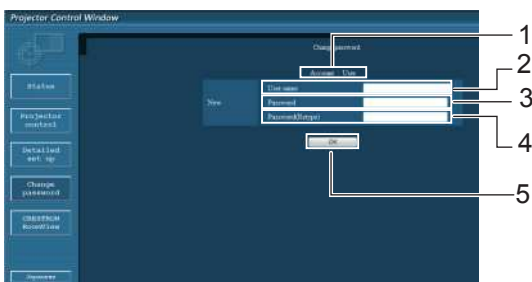 Projector Control Window
Change password
1
Account User
2
Status
User name
New
Password
3
Projector
control
Password(Retype)
4
Detailed
set up
OK
5
Change
password
CRESTRON
RoomView
Japanese